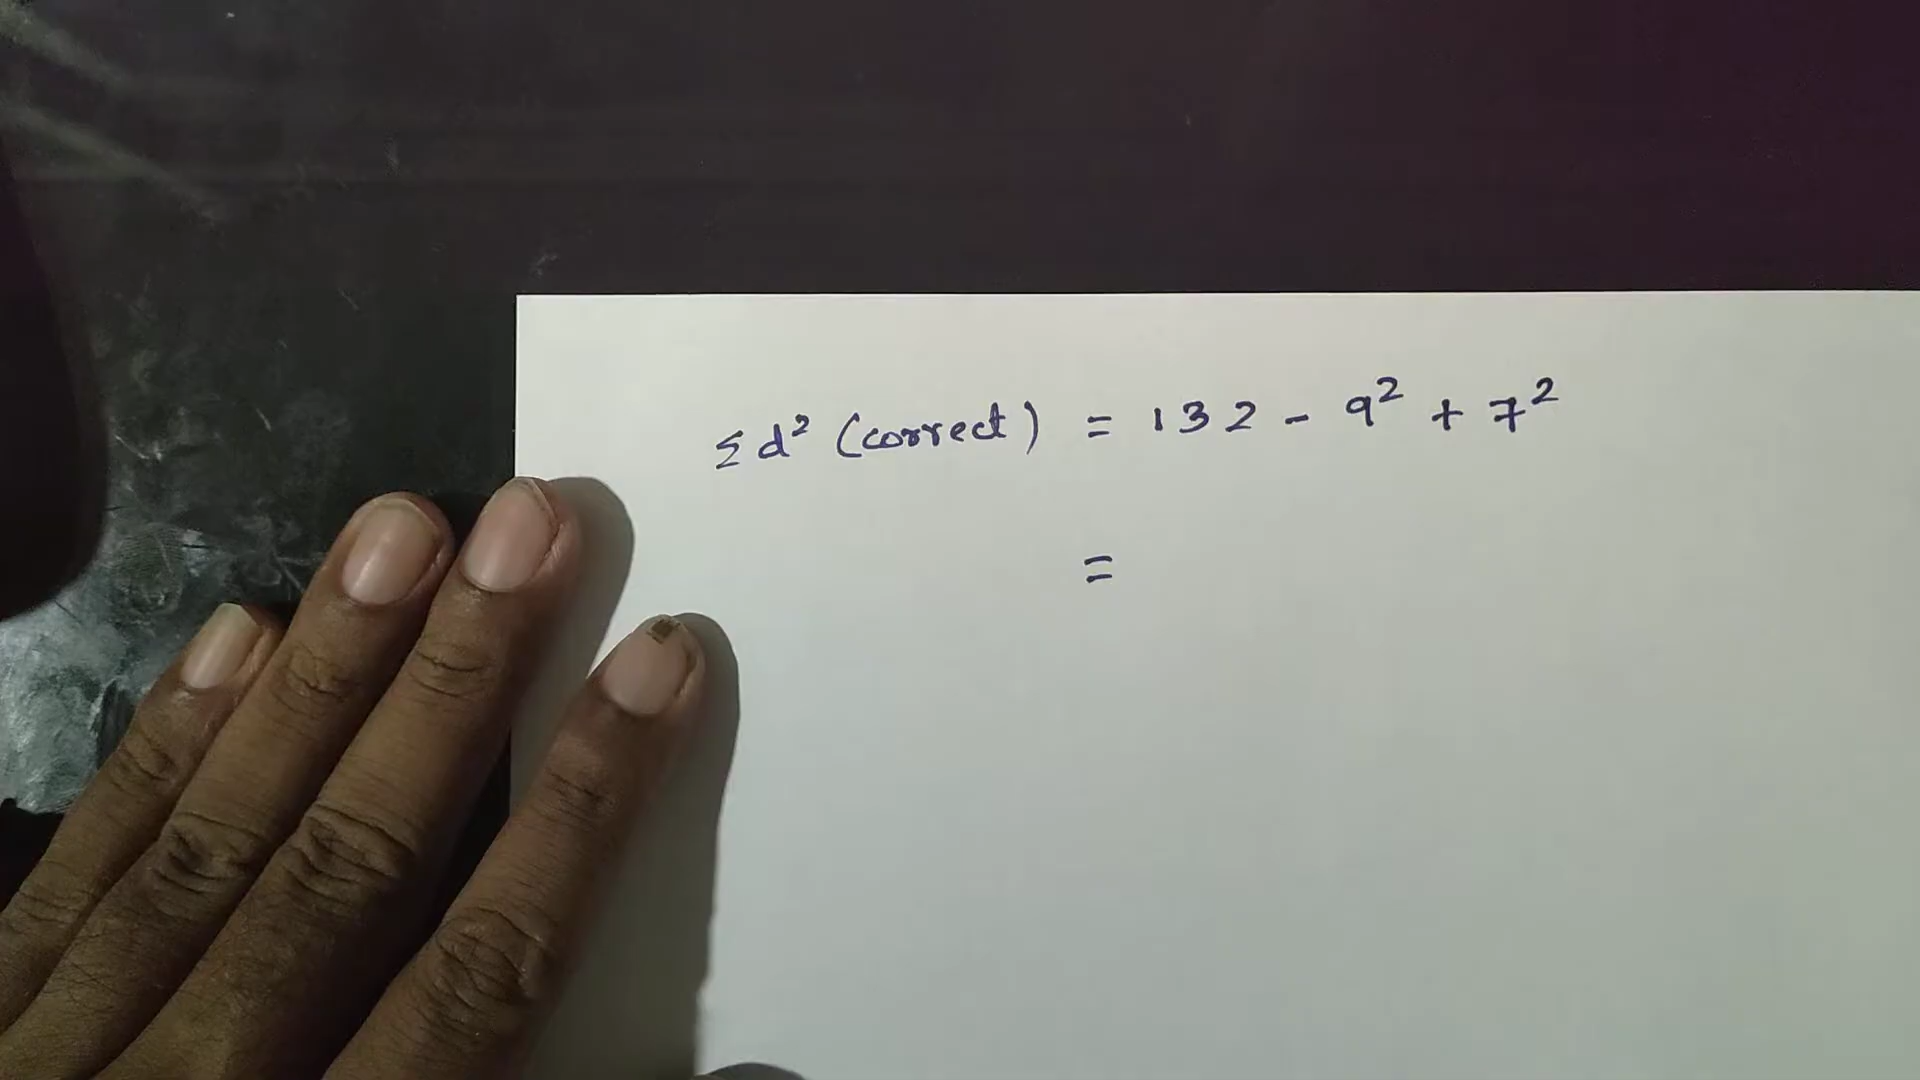 Σd² (correct) = 132 - 9² + 7²
=